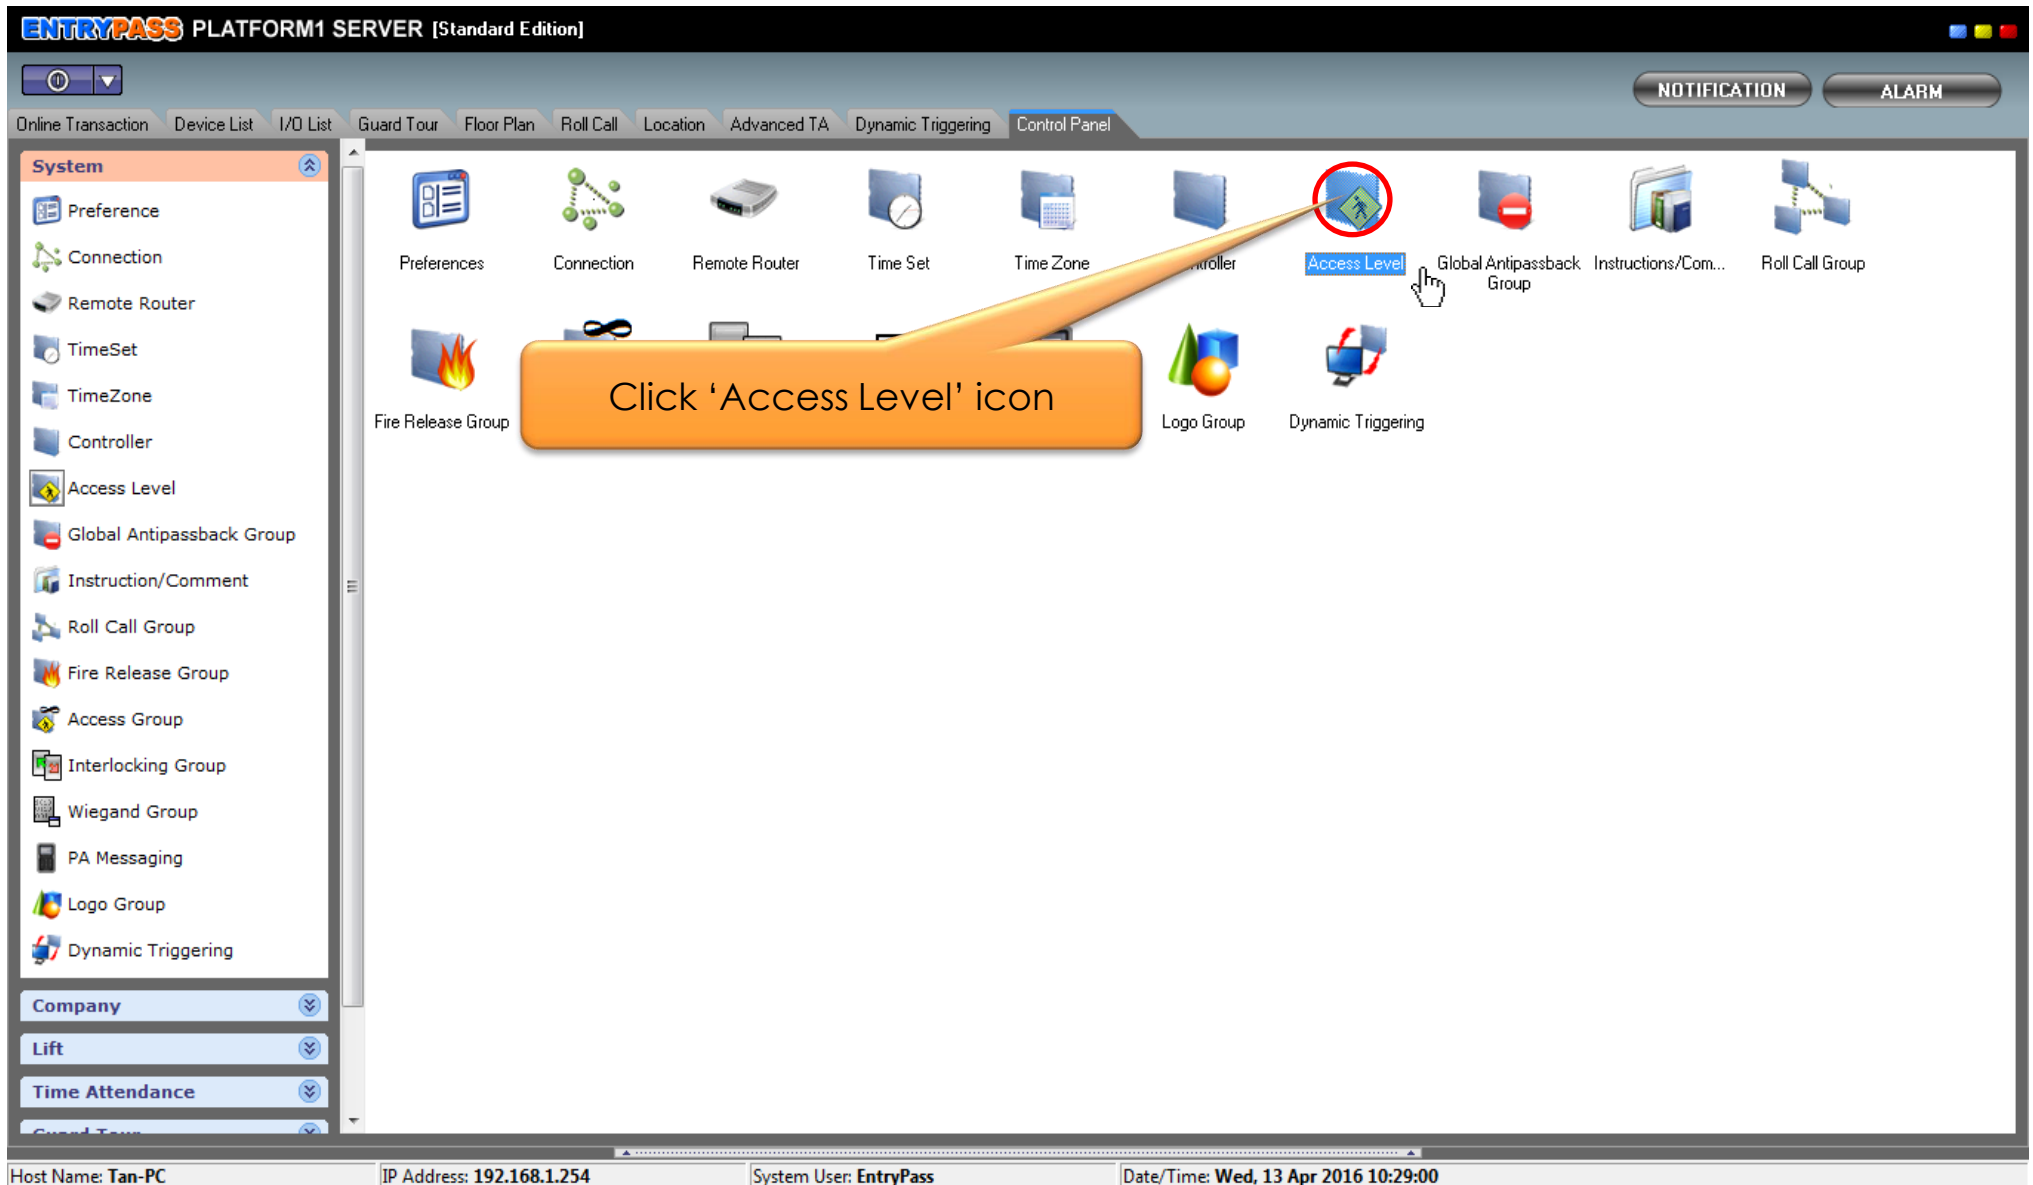 ENTRYPASS PLATFORM1 SERVER [Standard Edition]
NOTIFICATION
ALARM
Online Transaction
Device List
I/O List
Guard Tour
Floor Plan
Roll Call
Location
Advanced TA
Dynamic Triggering
Control Panel
System
Preference
Connection
Remote Router
TimeSet
TimeZone
Controller
Access Level
Global Antipassback Group
Instruction/Comment
Roll Call Group
Fire Release Group
Access Group
Interlocking Group
Wiegand Group
PA Messaging
Logo Group
Dynamic Triggering
Company
Lift
Time Attendance
Guard Tour
Preferences
Connection
Remote Router
Time Set
Time Zone
Access Level
Global Antipassback
Group
Instructions/Com...
Roll Call Group
Fire Release Group
Click ‘Access Level’ icon
Logo Group
Dynamic Triggering
Host Name: Tan-PC
IP Address: 192.168.1.254
System User: EntryPass
Date/Time: Wed, 13 Apr 2016 10:29:00